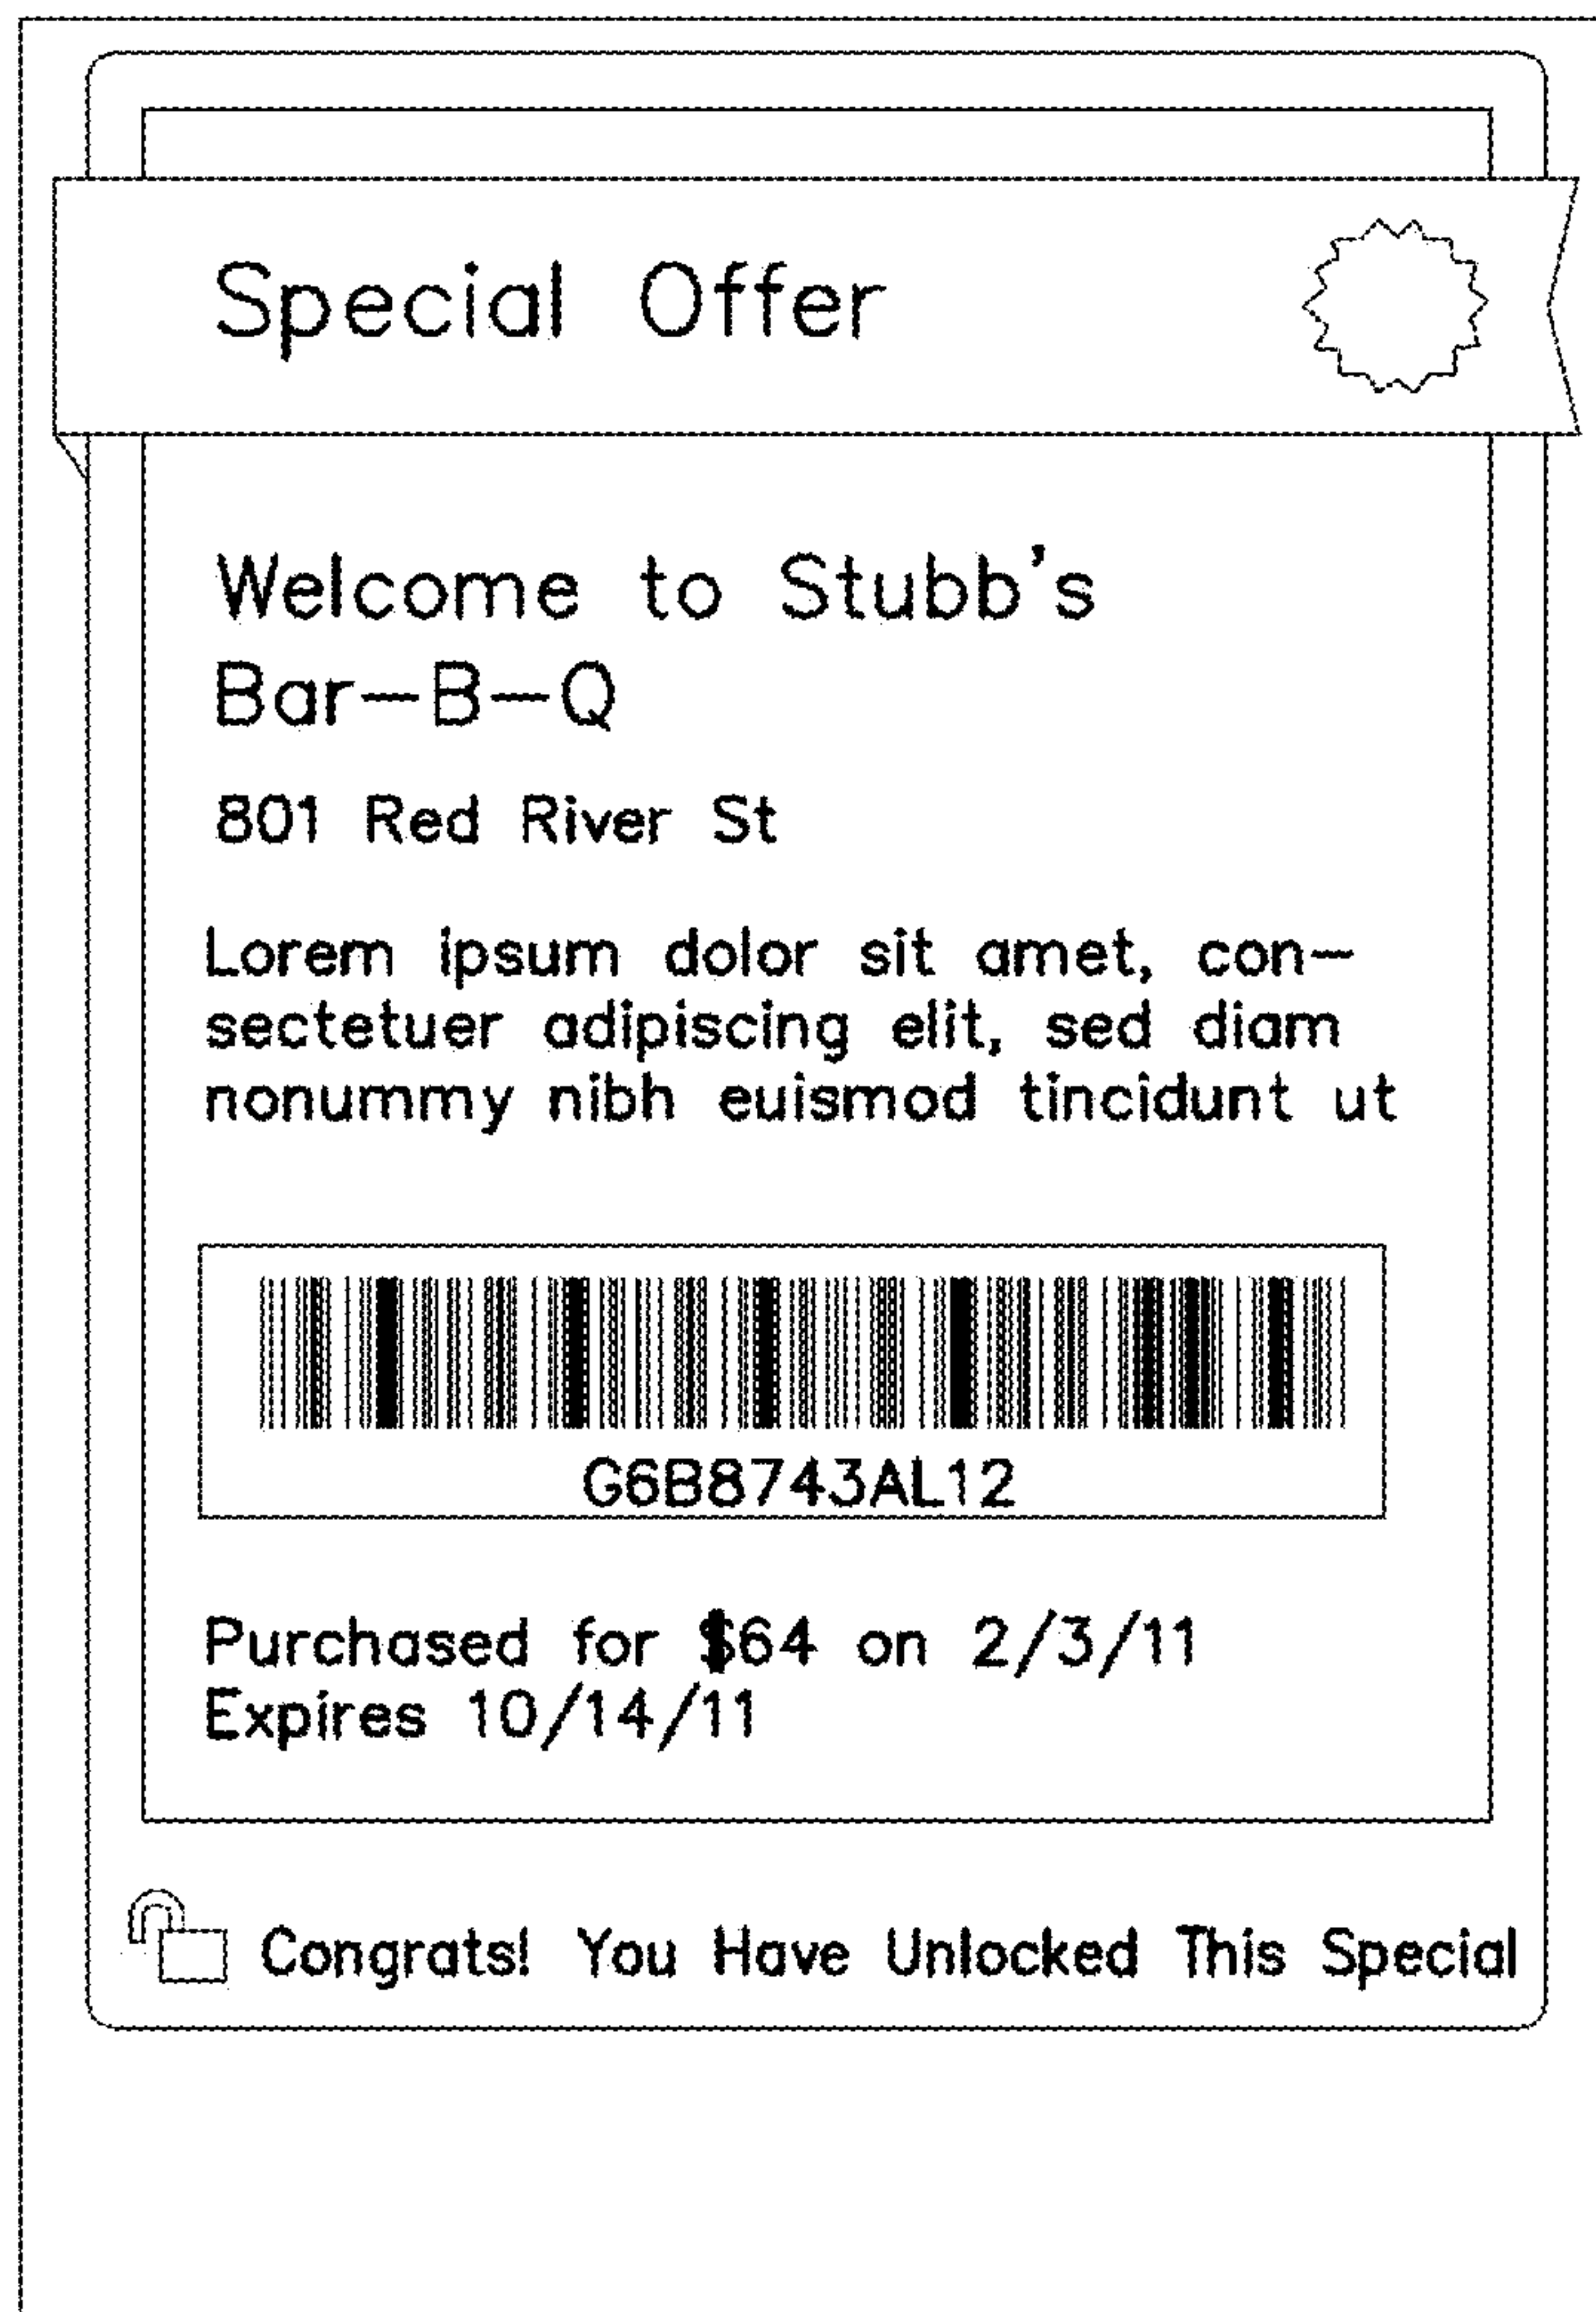 Special Offer
Welcome to Stubb's
Bar-B-Q
801 Red River St
Lorem ipsum dolor sit amet, con-
sectetuer adipiscing elit, sed diam
nonummy nibh euismod tincidunt ut
G6B8743AL12
Purchased for $64 on 2/3/11
Expires 10/14/11
Congrats! You Have Unlocked This Special